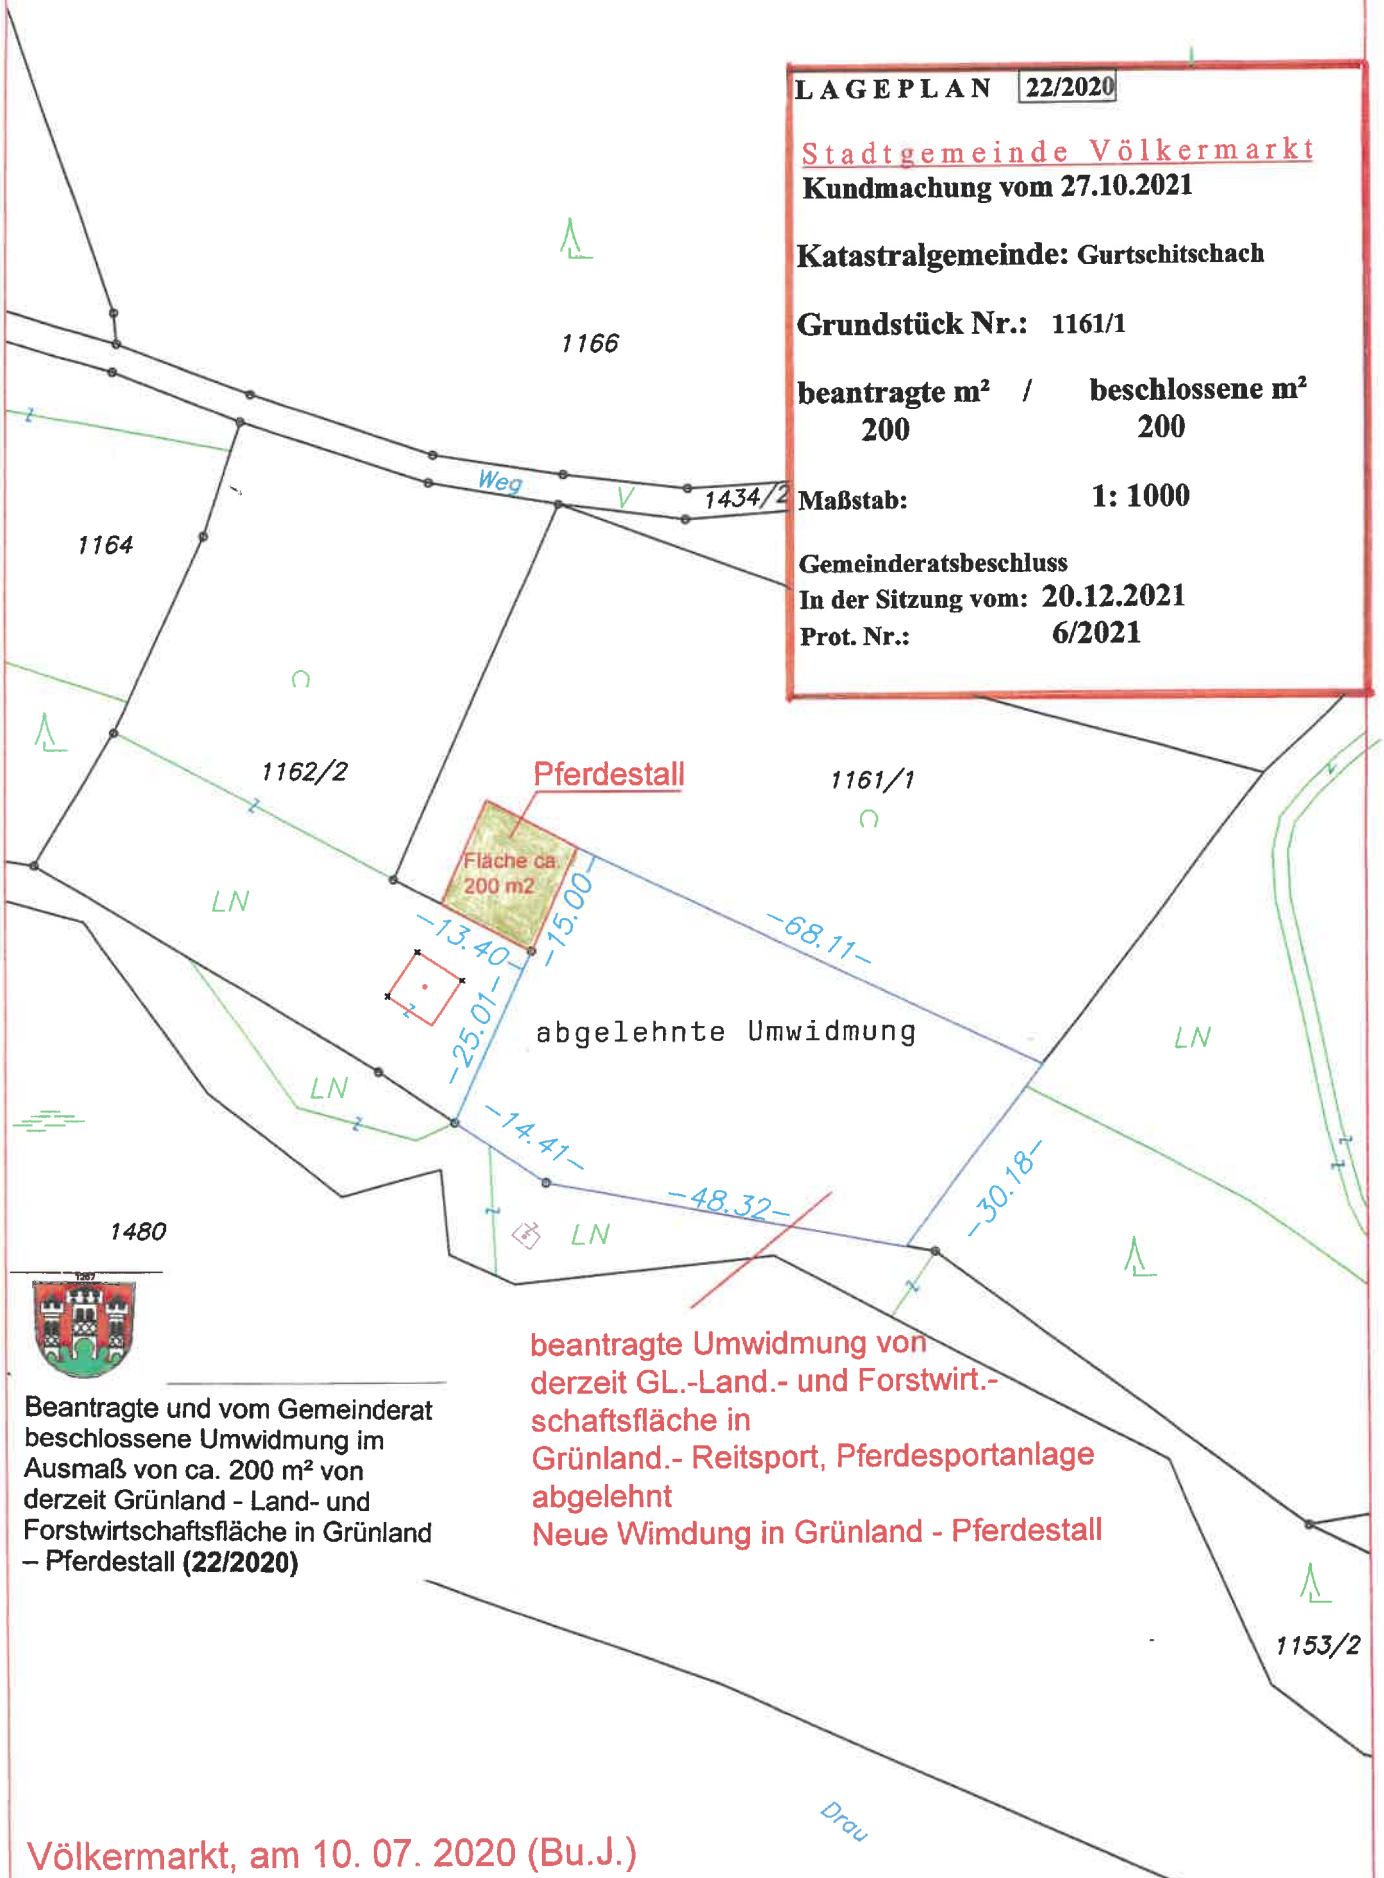 LAGEPLAN 22/2020
Stadtgemeinde Völkermarkt
Kundmachung vom 27.10.2021
Katastralgemeinde: Gurtschitschach
Grundstück Nr.: 1161/1
beantragte m² / beschlossene m²
200 200
Maßstab: 1: 1000
Gemeinderatsbeschluss
In der Sitzung vom: 20.12.2021
Prot. Nr.: 6/2021
1166
Weg
V
1434/2
1164
1162/2
Pferdestall
1161/1
Fläche ca.
200 m2
LN
-13.40-
-15.00-
-68.11-
-25.01-
abgelehnte Umwidmung
LN
LN
-14.41-
-48.32-
-30.18-
LN
1480
1267
beantragte Umwidmung von
derzeit GL.-Land.- und Forstwirt.-
schaftsfläche in
Grünland.- Reitsport, Pferdesportanlage
abgelehnt
Neue Wimdung in Grünland - Pferdestall
Beantragte und vom Gemeinderat
beschlossene Umwidmung im
Ausmaß von ca. 200 m² von
derzeit Grünland - Land- und
Forstwirtschaftsfläche in Grünland
– Pferdestall (22/2020)
1153/2
Drau
Völkermarkt, am 10. 07. 2020 (Bu.J.)